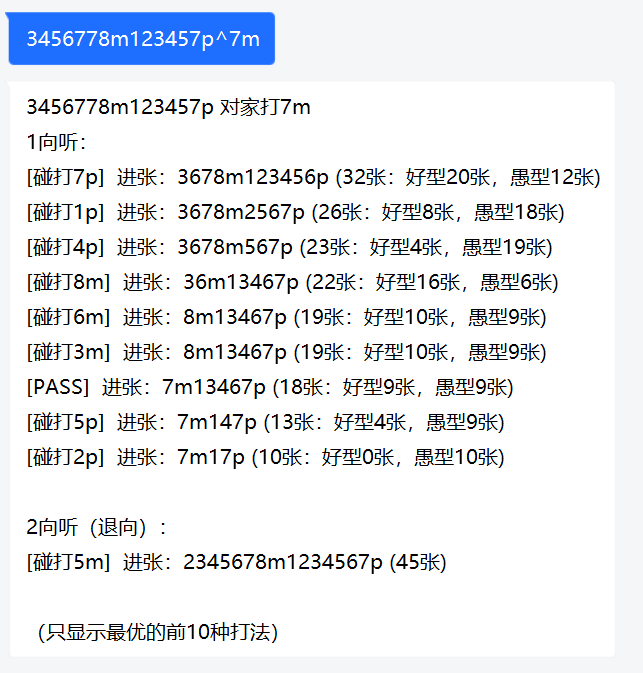 3456778m123457p^7m
3456778m123457p 对家打7m
1向听：
[碰打7p] 进张：3678m123456p (32张：好型20张，愚型12张)
[碰打1p] 进张：3678m2567p (26张：好型8张，愚型18张)
[碰打4p] 进张：3678m567p (23张：好型4张，愚型19张)
[碰打8m] 进张：36m13467p (22张：好型16张，愚型6张)
[碰打6m] 进张：8m13467p (19张：好型10张，愚型9张)
[碰打3m] 进张：8m13467p (19张：好型10张，愚型9张)
[PASS] 进张：7m13467p (18张：好型9张，愚型9张)
[碰打5p] 进张：7m147p (13张：好型4张，愚型9张)
[碰打2p] 进张：7m17p (10张：好型0张，愚型10张)
2向听（退向）：
[碰打5m] 进张：2345678m1234567p (45张)
（只显示最优的前10种打法）